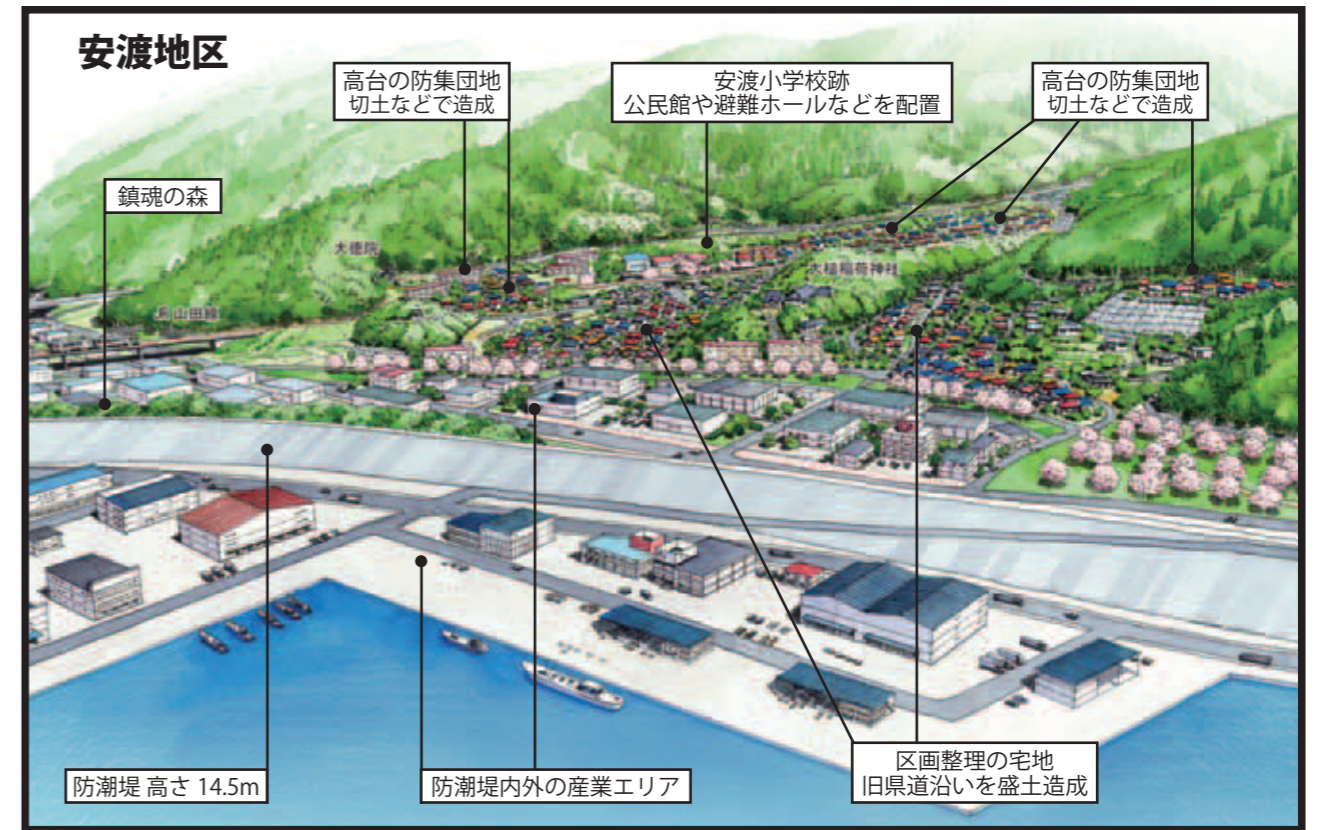 安渡地区
高台の防集団地
切土などで造成
安渡小学校跡
公民館や避難ホールなどを配置
高台の防集団地
切土などで造成
鎮魂の森
大徳院
大槌稲荷神社
JR山田線
防潮堤 高さ 14.5m
防潮堤内外の産業エリア
区画整理の宅地
旧県道沿いを盛土造成